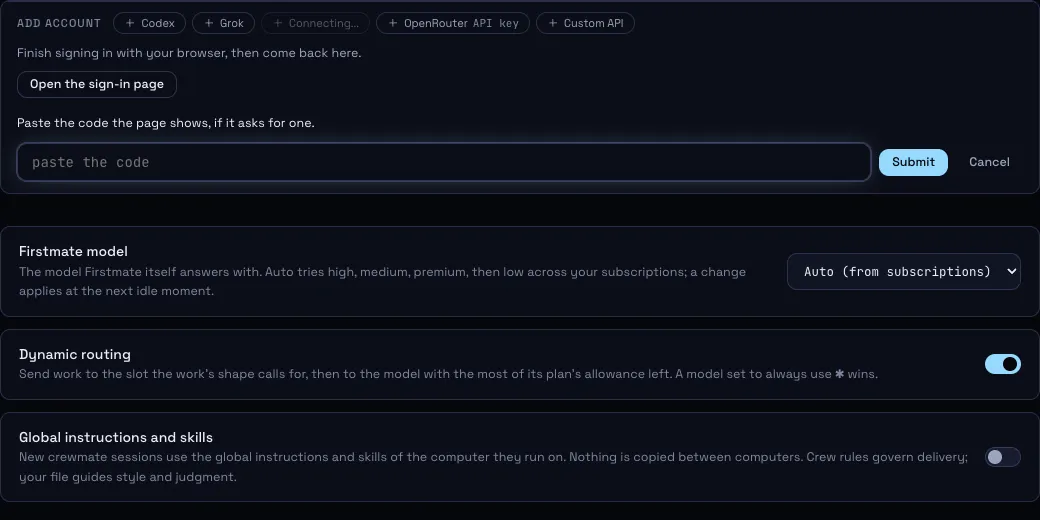 ADD ACCOUNT + Codex + Grok + Connecting... + OpenRouter API key + Custom API
Finish signing in with your browser, then come back here.
Open the sign-in page
Paste the code the page shows, if it asks for one.
paste the code Submit Cancel
Firstmate model
The model Firstmate itself answers with. Auto tries high, medium, premium, then low across your subscriptions; a change
applies at the next idle moment.
Auto (from subscriptions)
Dynamic routing
Send work to the slot the work's shape calls for, then to the model with the most of its plan's allowance left. A model set to always use ✱ wins.
Global instructions and skills
New crewmate sessions use the global instructions and skills of the computer they run on. Nothing is copied between computers. Crew rules govern delivery;
your file guides style and judgment.